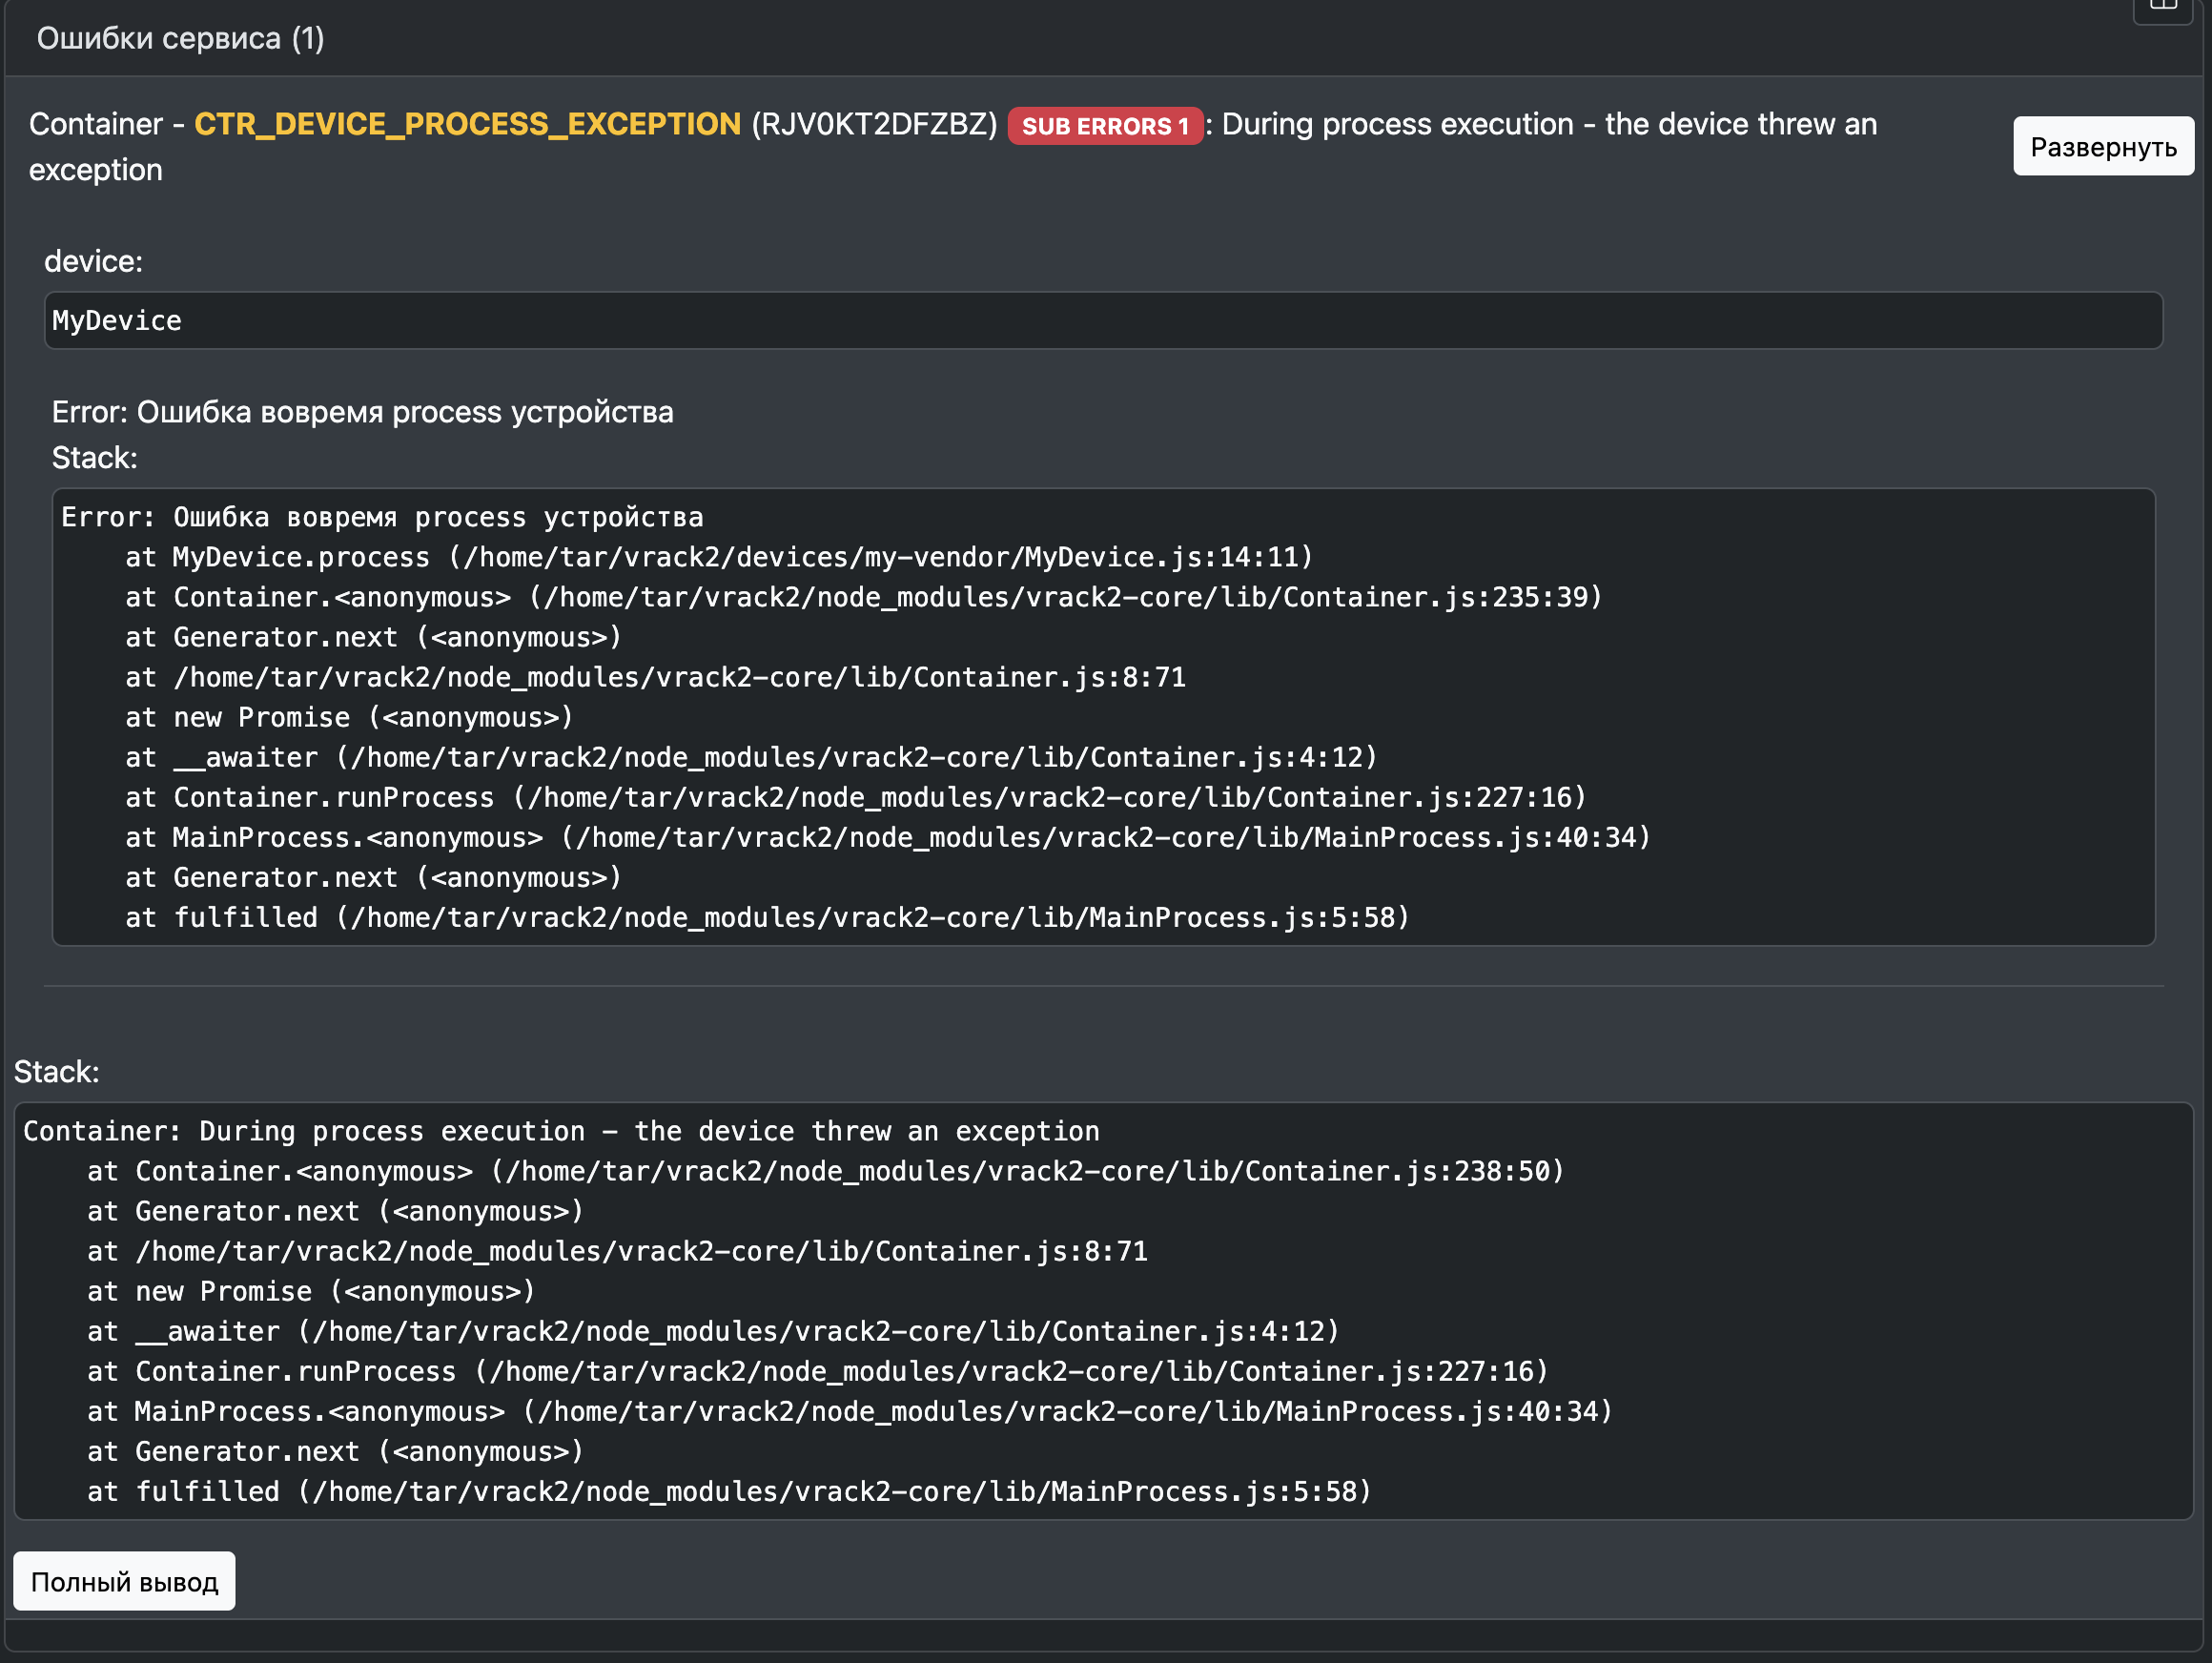 Ошибки сервиса (1)
Container - CTR_DEVICE_PROCESS_EXCEPTION (RJV0KT2DFZBZ) SUB ERRORS 1 : During process execution - the device threw an
exception
Развернуть
device:
MyDevice
Error: Ошибка вовремя process устройства
Stack:
Error: Ошибка вовремя process устройства
    at MyDevice.process (/home/tar/vrack2/devices/my-vendor/MyDevice.js:14:11)
    at Container.<anonymous> (/home/tar/vrack2/node_modules/vrack2-core/lib/Container.js:235:39)
    at Generator.next (<anonymous>)
    at /home/tar/vrack2/node_modules/vrack2-core/lib/Container.js:8:71
    at new Promise (<anonymous>)
    at __awaiter (/home/tar/vrack2/node_modules/vrack2-core/lib/Container.js:4:12)
    at Container.runProcess (/home/tar/vrack2/node_modules/vrack2-core/lib/Container.js:227:16)
    at MainProcess.<anonymous> (/home/tar/vrack2/node_modules/vrack2-core/lib/MainProcess.js:40:34)
    at Generator.next (<anonymous>)
    at fulfilled (/home/tar/vrack2/node_modules/vrack2-core/lib/MainProcess.js:5:58)
Stack:
Container: During process execution - the device threw an exception
    at Container.<anonymous> (/home/tar/vrack2/node_modules/vrack2-core/lib/Container.js:238:50)
    at Generator.next (<anonymous>)
    at /home/tar/vrack2/node_modules/vrack2-core/lib/Container.js:8:71
    at new Promise (<anonymous>)
    at __awaiter (/home/tar/vrack2/node_modules/vrack2-core/lib/Container.js:4:12)
    at Container.runProcess (/home/tar/vrack2/node_modules/vrack2-core/lib/Container.js:227:16)
    at MainProcess.<anonymous> (/home/tar/vrack2/node_modules/vrack2-core/lib/MainProcess.js:40:34)
    at Generator.next (<anonymous>)
    at fulfilled (/home/tar/vrack2/node_modules/vrack2-core/lib/MainProcess.js:5:58)
Полный вывод